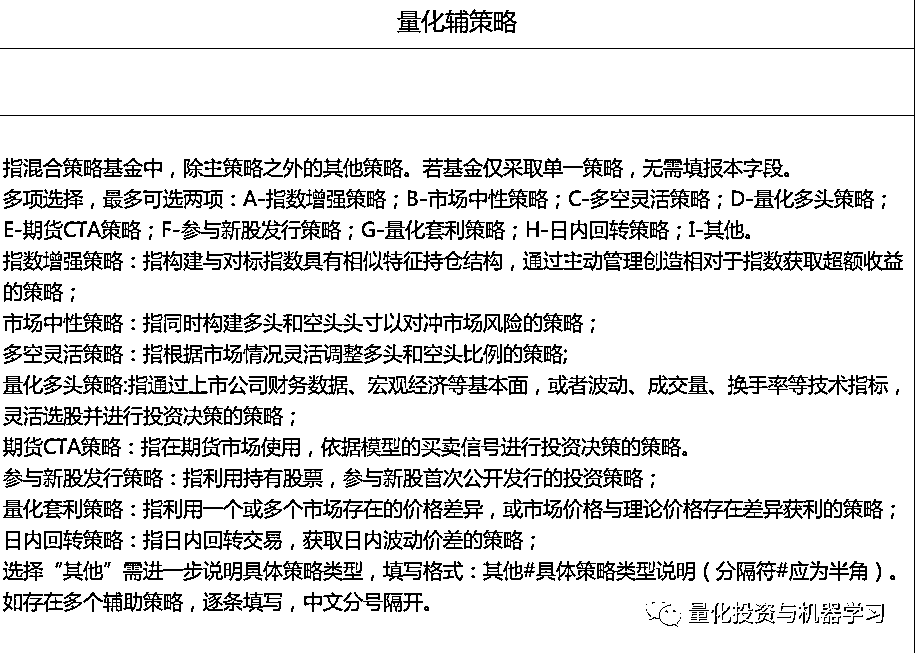 量化辅策略
指混合策略基金中，除主策略之外的其他策略。若基金仅采取单一策略，无需填报本字段。
多项选择，最多可选两项：A-指数增强策略；B-市场中性策略；C-多空灵活策略；D-量化多头策略；
E-期货CTA策略；F-参与新股发行策略；G-量化套利策略；H-日内回转策略；I-其他。
指数增强策略：指构建与对标指数具有相似特征持仓结构，通过主动管理创造相对于指数获取超额收益
的策略；
市场中性策略：指同时构建多头和空头头寸以对冲市场风险的策略；
多空灵活策略：指根据市场情况灵活调整多头和空头比例的策略;
量化多头策略:指通过上市公司财务数据、宏观经济等基本面，或者波动、成交量、换手率等技术指标，
灵活选股并进行投资决策的策略；
期货CTA策略：指在期货市场使用，依据模型的买卖信号进行投资决策的策略。
参与新股发行策略：指利用持有股票，参与新股首次公开发行的投资策略；
量化套利策略：指利用一个或多个市场存在的价格差异，或市场价格与理论价格存在差异获利的策略；
日内回转策略：指日内回转交易，获取日内波动价差的策略；
选择“其他”需进一步说明具体策略类型，填写格式：其他#具体策略类型说明（分隔符#应为半角）。
如存在多个辅助策略，逐条填写，中文分号隔开。
量化投资与机器学习